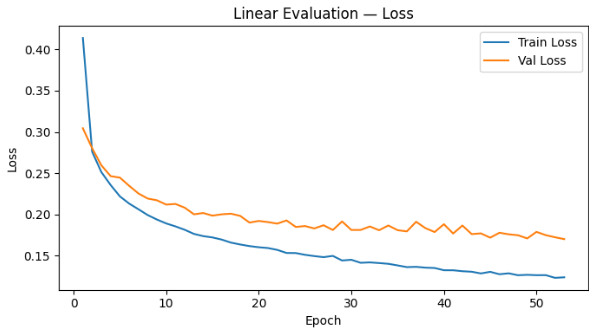 Linear Evaluation — Loss
Train Loss
Val Loss
0.40
0.35
0.30
0.25
0.20
0.15
Loss
0 10 20 30 40 50
Epoch